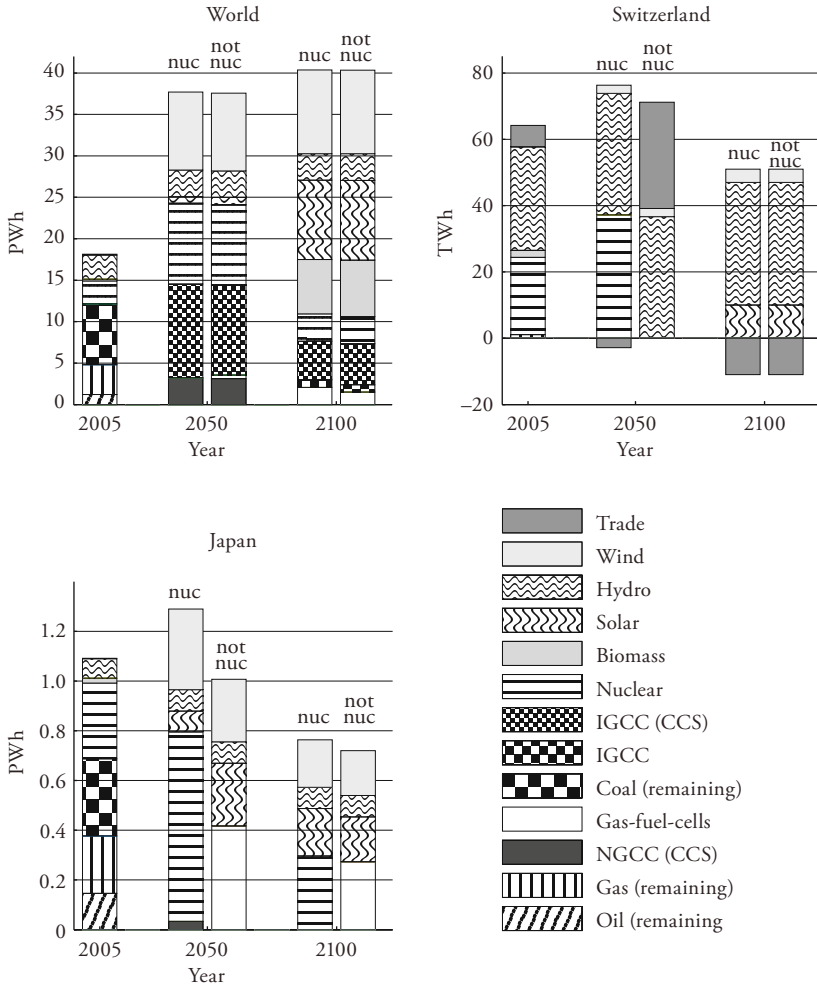 World
nuc
not
nuc
nuc
not
nuc
40
35
30
25
20
15
10
5
0
PWh
2005 2050 2100
Year
Switzerland
nuc
not
nuc
nuc
not
nuc
80
60
40
20
0
–20
TWh
2005 2050 2100
Year
Japan
nuc
not
nuc
nuc
not
nuc
1.2
1.0
0.8
0.6
0.4
0.2
0
PWh
2005 2050 2100
Year
Trade
Wind
Hydro
Solar
Biomass
Nuclear
IGCC (CCS)
IGCC
Coal (remaining)
Gas-fuel-cells
NGCC (CCS)
Gas (remaining)
Oil (remaining